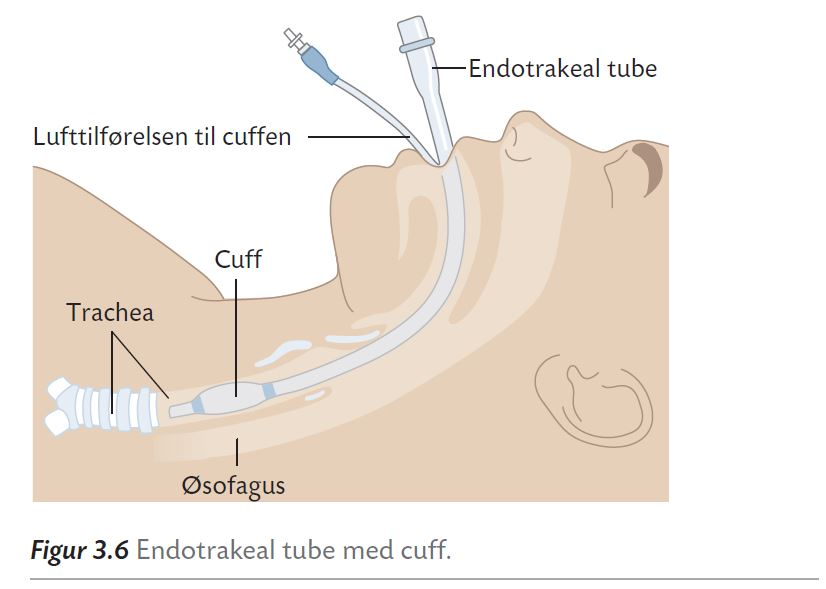 Endotrakeal tube
Lufttilførelsen til cuffen
Cuff
Trachea
Øsofagus
Figur 3.6 Endotrakeal tube med cuff.